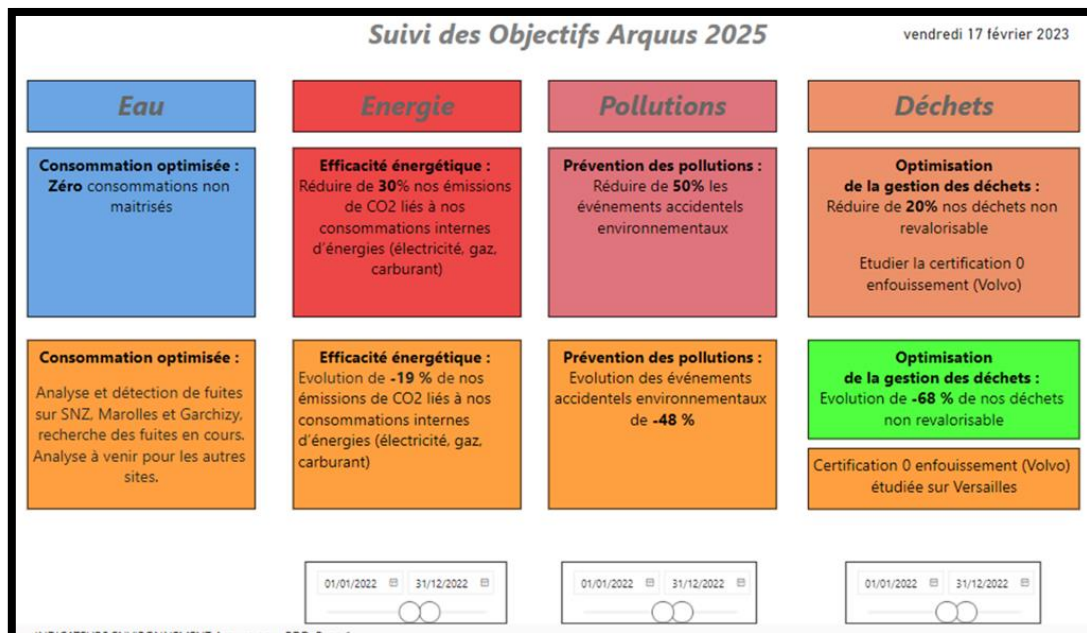 Suivi des Objectifs Arquus 2025
vendredi 17 février 2023
Eau
Energie
Pollutions
Déchets
Consommation optimisée :
Zéro consommations non
maitrisés
Efficacité énergétique :
Réduire de 30% nos émissions
de CO2 liés à nos
consommations internes
d'énergies (électricité, gaz,
carburant)
Prévention des pollutions :
Réduire de 50% les
événements accidentels
environnementaux
Optimisation
de la gestion des déchets :
Réduire de 20% nos déchets non
revalorisable
Etudier la certification 0
enfouissement (Volvo)
Consommation optimisée :
Analyse et détection de fuites
sur SNZ, Marolles et Garchizy,
recherche des fuites en cours.
Analyse à venir pour les autres
sites.
Efficacité énergétique :
Evolution de -19 % de nos
émissions de CO2 liés à nos
consommations internes
d'énergies (électricité, gaz,
carburant)
Prévention des pollutions :
Evolution des événements
accidentels environnementaux
de -48 %
Optimisation
de la gestion des déchets :
Evolution de -68 % de nos déchets
non revalorisable
Certification 0 enfouissement (Volvo)
étudiée sur Versailles
01/01/2022 31/12/2022
01/01/2022 31/12/2022
01/01/2022 31/12/2022